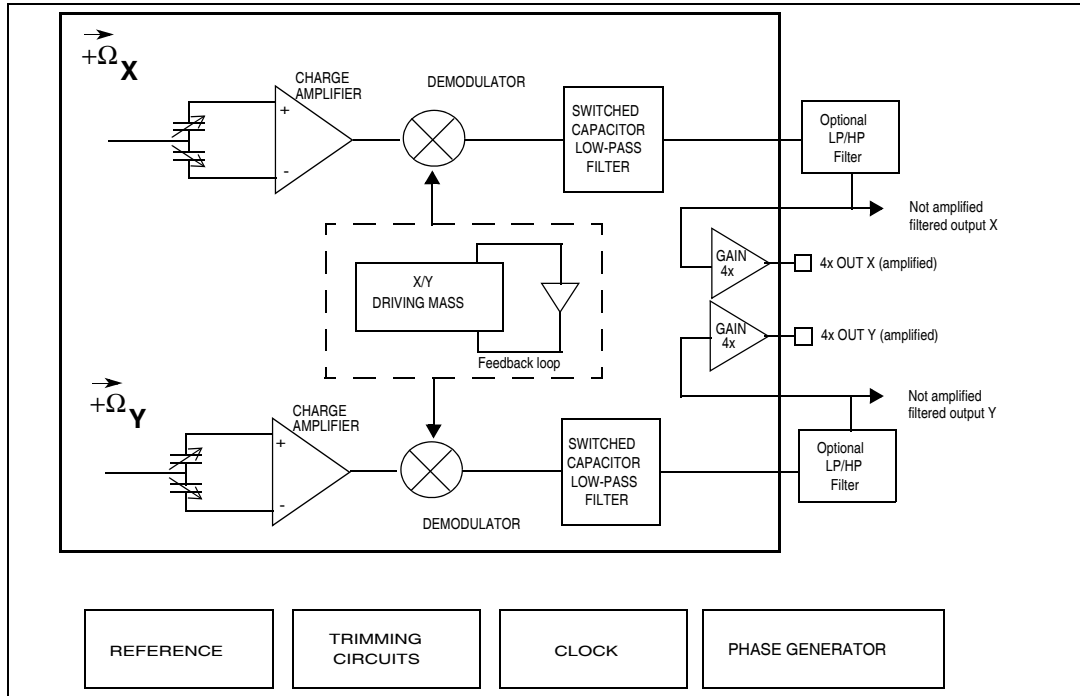 +Ω X
CHARGE
AMPLIFIER
+
-
DEMODULATOR
SWITCHED
CAPACITOR
LOW-PASS
FILTER
Optional
LP/HP
Filter
Not amplified
filtered output X
GAIN
4x
4x OUT X (amplified)
X/Y
DRIVING MASS
Feedback loop
GAIN
4x
4x OUT Y (amplified)
Not amplified
filtered output Y
+Ω Y
CHARGE
AMPLIFIER
+
-
DEMODULATOR
SWITCHED
CAPACITOR
LOW-PASS
FILTER
Optional
LP/HP
Filter
REFERENCE
TRIMMING
CIRCUITS
CLOCK
PHASE GENERATOR